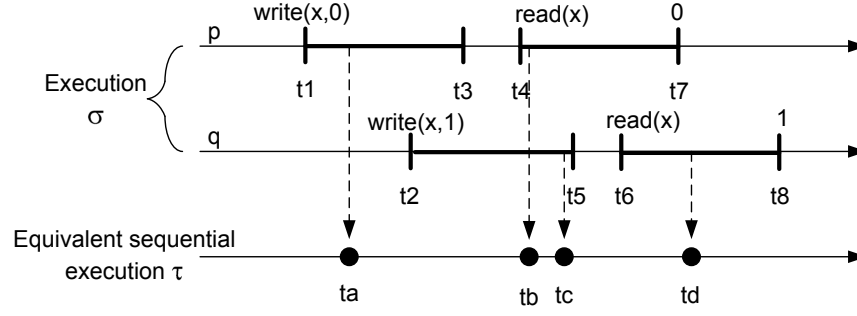 write(x,0) read(x) 0
p
t1 t3 t4 t7
Execution
σ
write(x,1) read(x) 1
q
t2 t5 t6 t8
Equivalent sequential
execution τ
ta tb tc td